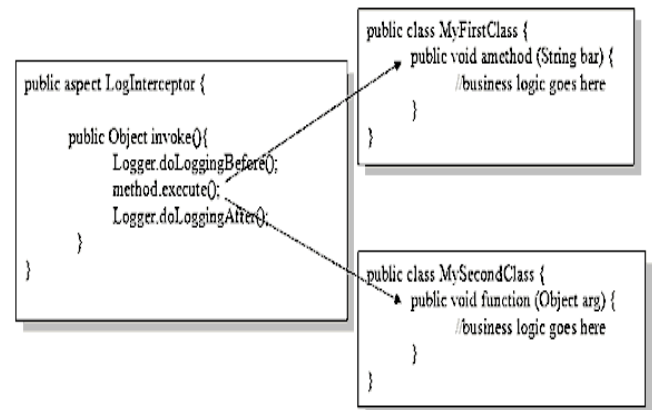 public aspect LogInterceptor {
public Object invoke(){
Logger.doLoggingBefore();
method.execute();
Logger.doLoggingAfter();
}
}
public class MyFirstClass {
public void amethod (String bar) {
//business logic goes here
}
}
public class MySecondClass {
public void function (Object arg) {
//business logic goes here
}
}